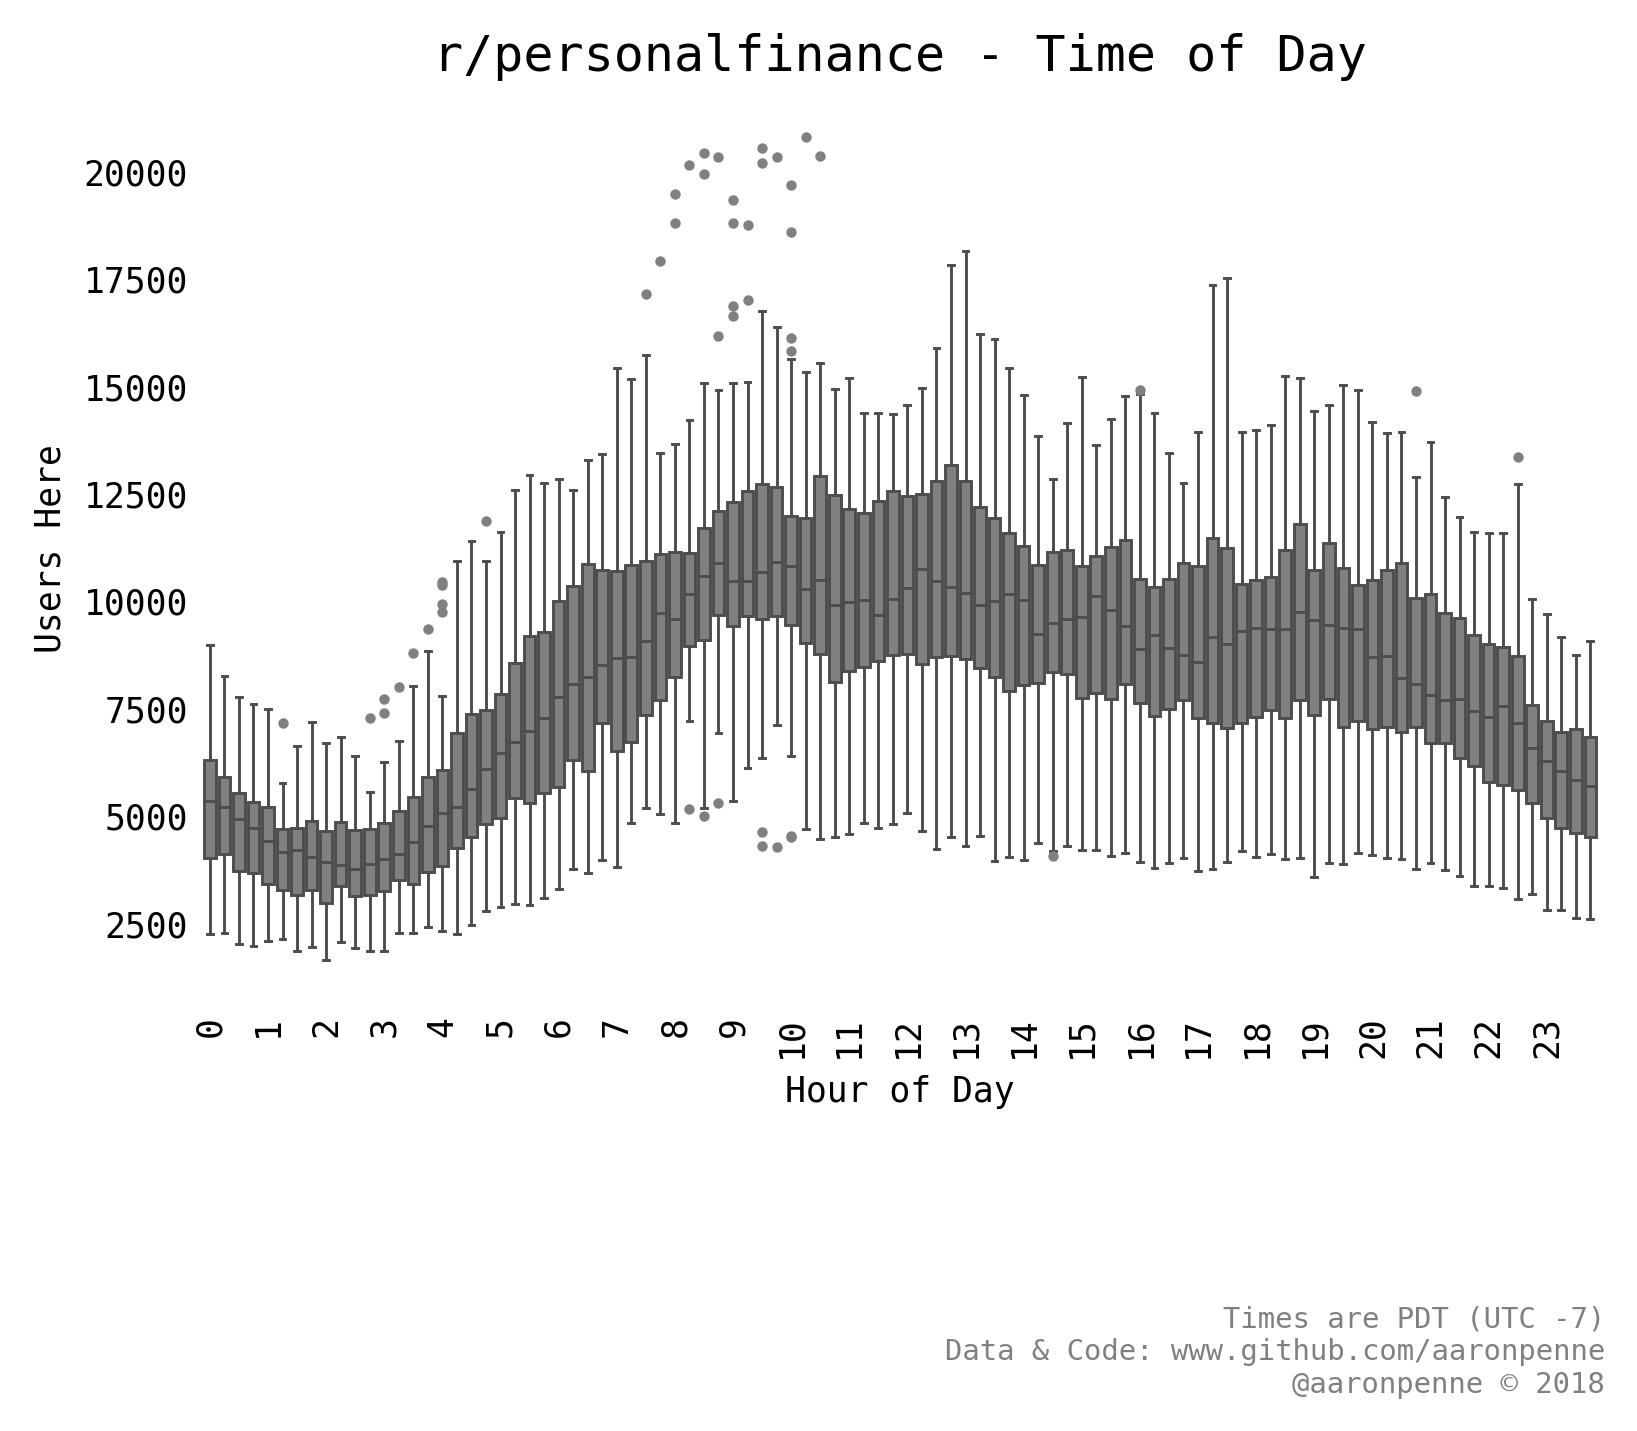 r/personalfinance - Time of Day
20000
17500
15000
12500
10000
7500
5000
2500
Users Here
0 1 2 3 4 5 6 7 8 9 10 11 12 13 14 15 16 17 18 19 20 21 22 23
Hour of Day
Times are PDT (UTC -7)
Data & Code: www.github.com/aaronpenne
@aaronpenne © 2018